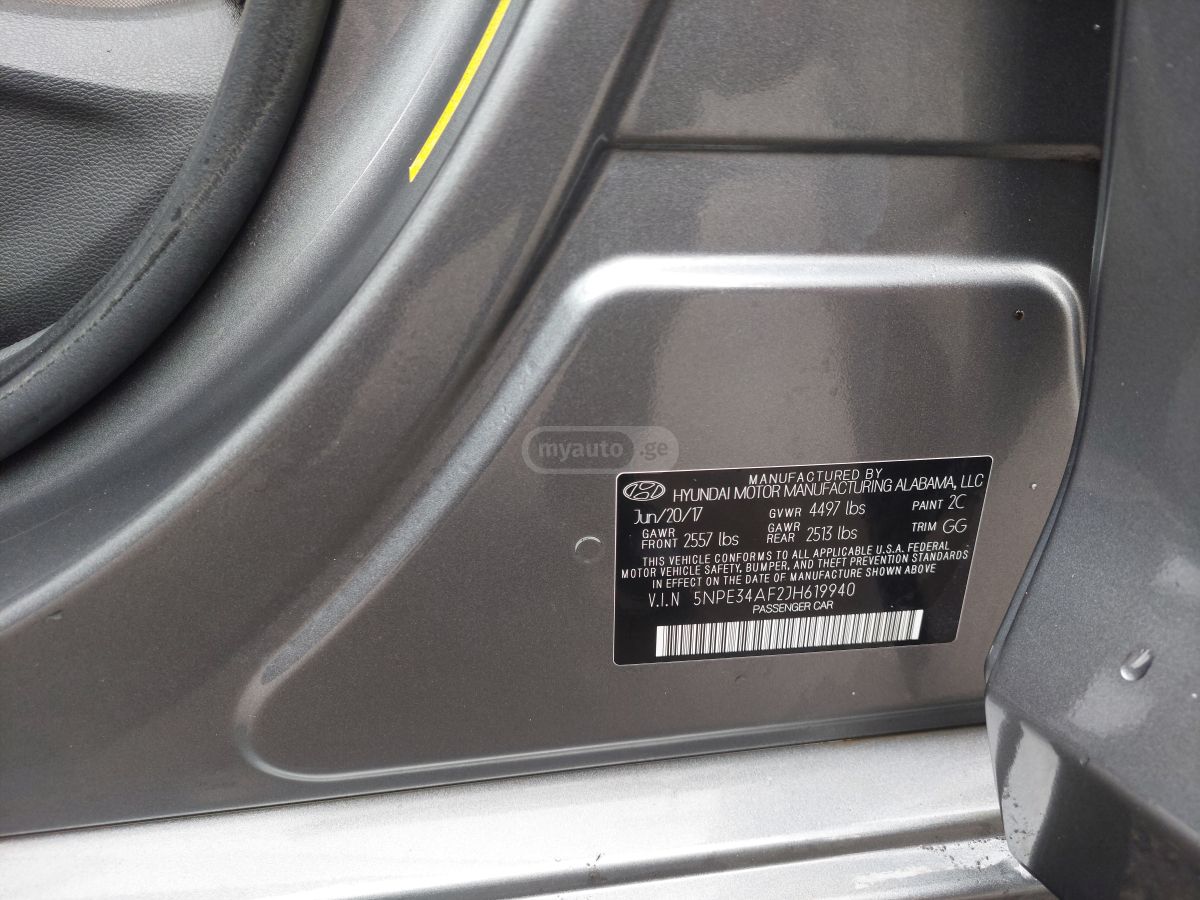 myauto.ge
MANUFACTURED BY
HYUNDAI MOTOR MANUFACTURING ALABAMA, LLC
Jun/20/17 GVWR 4497 lbs PAINT 2C
GAWR FRONT 2557 lbs GAWR REAR 2513 lbs TRIM GG
THIS VEHICLE CONFORMS TO ALL APPLICABLE U.S.A. FEDERAL
MOTOR VEHICLE SAFETY, BUMPER, AND THEFT PREVENTION STANDARDS
IN EFFECT ON THE DATE OF MANUFACTURE SHOWN ABOVE
V.I.N 5NPE34AF2JH619940
PASSENGER CAR